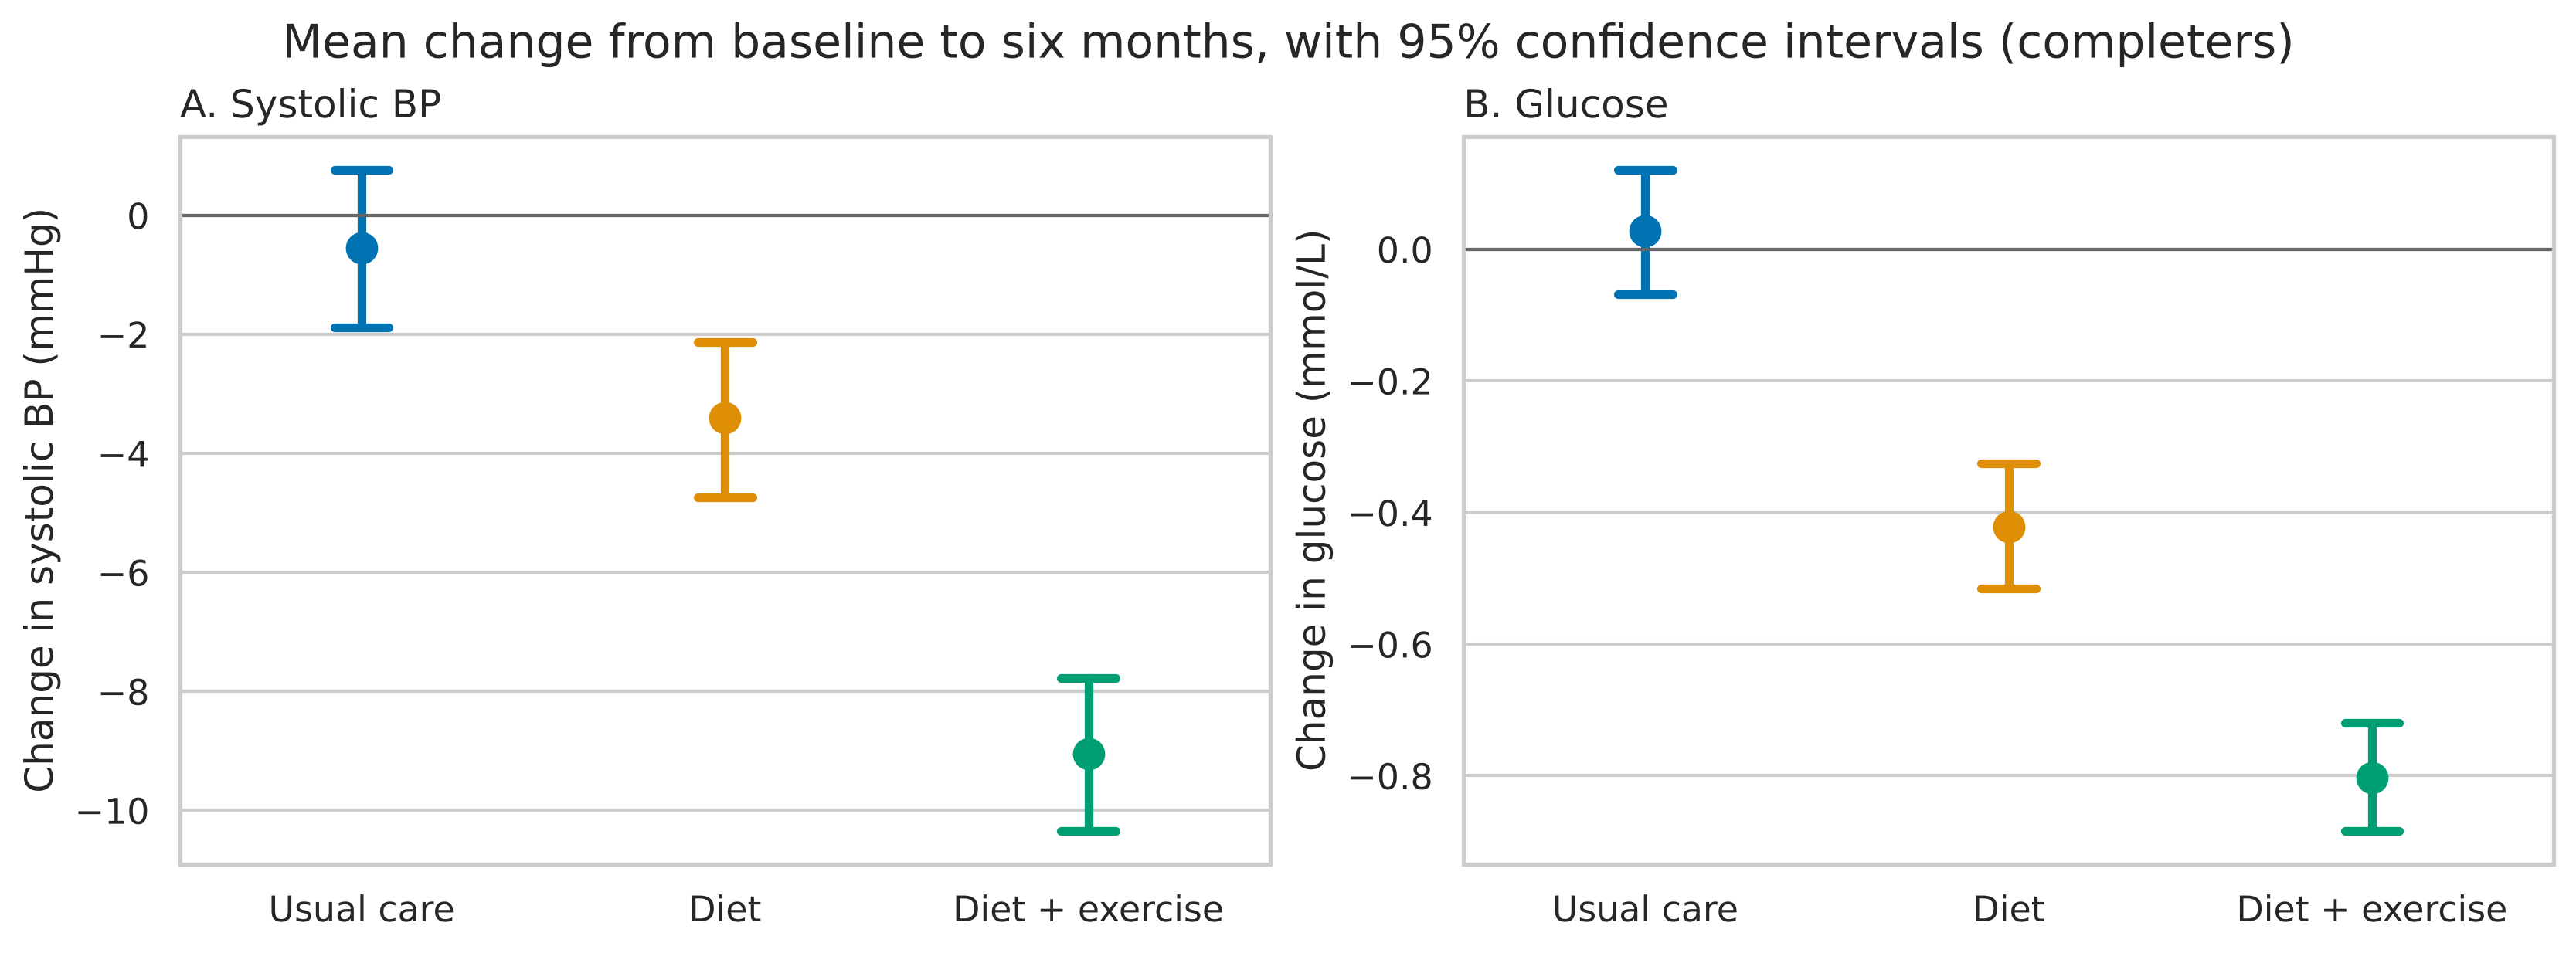 Mean change from baseline to six months, with 95% confidence intervals (completers)
A. Systolic BP
Change in systolic BP (mmHg)
0
−2
−4
−6
−8
−10
Usual care
Diet
Diet + exercise
B. Glucose
Change in glucose (mmol/L)
0.0
−0.2
−0.4
−0.6
−0.8
Usual care
Diet
Diet + exercise